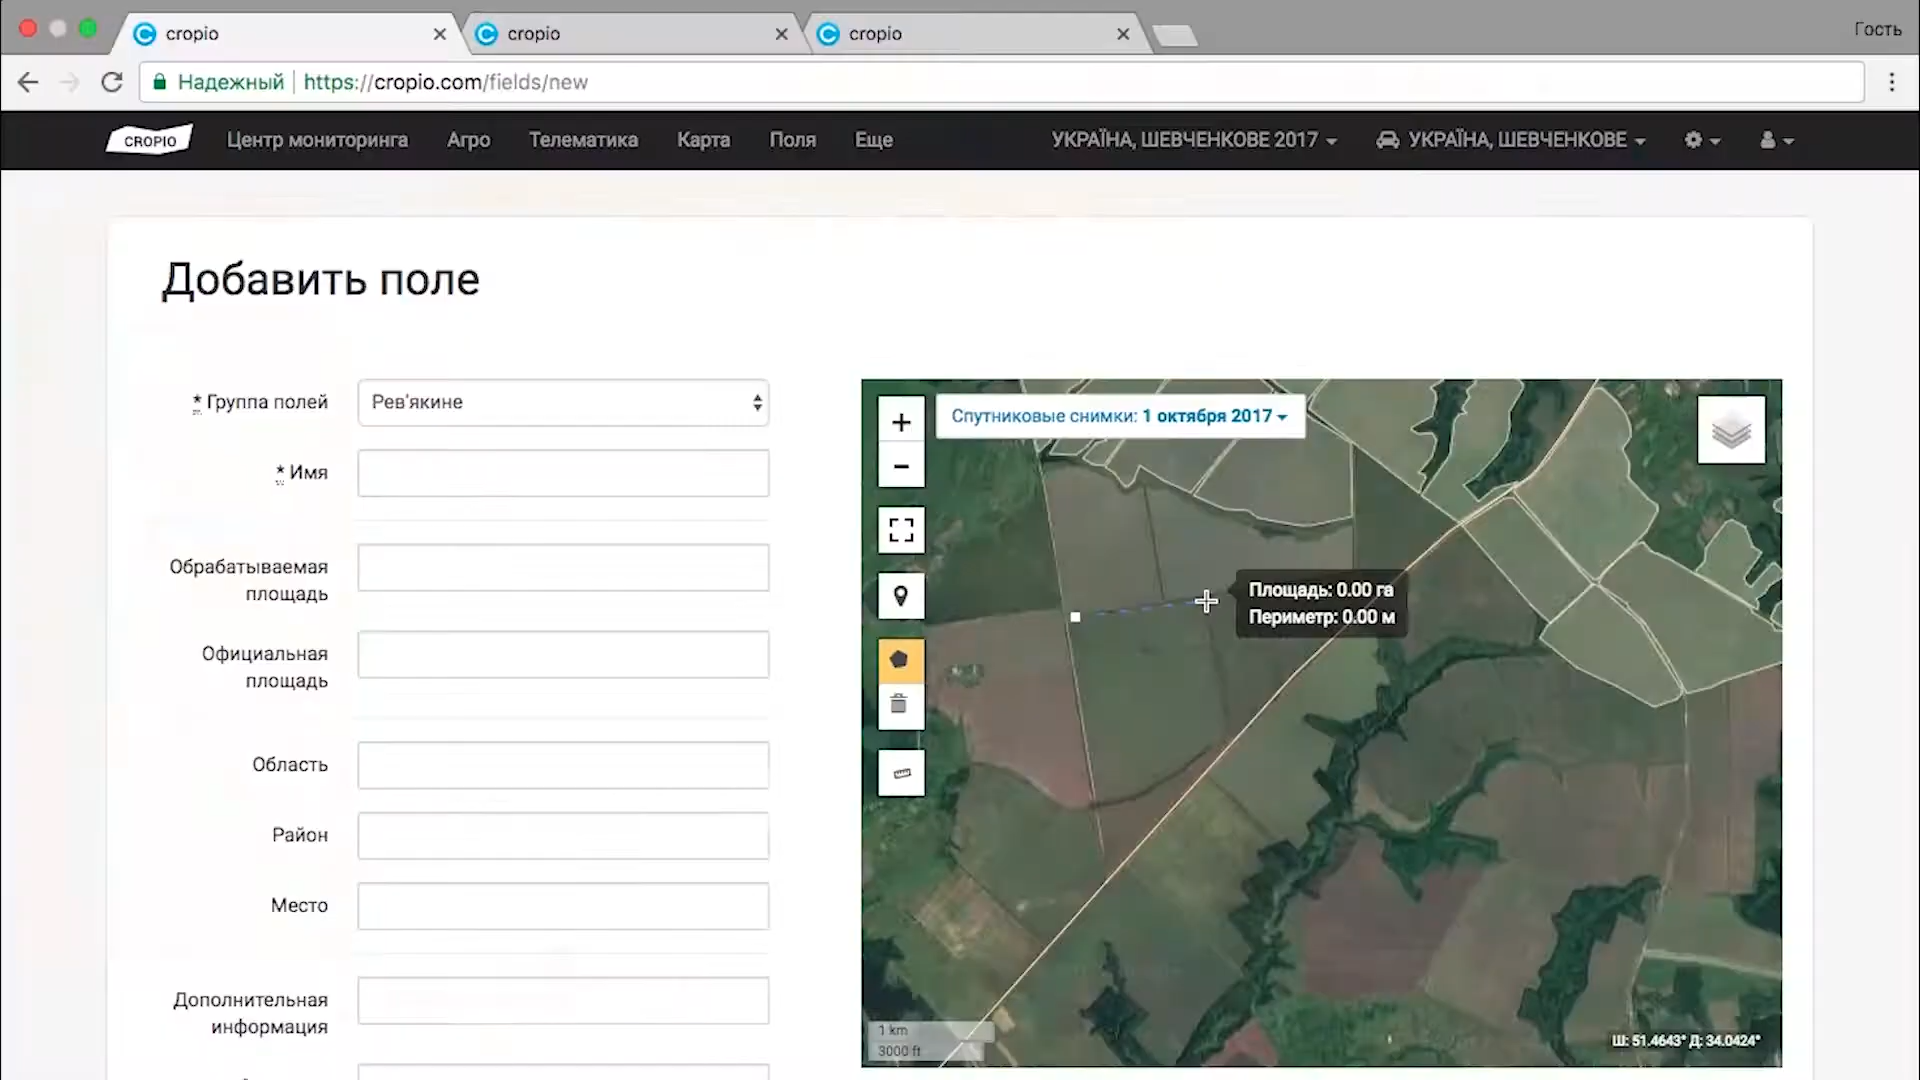 cropio
cropio
cropio
Гость
Надежный
https://cropio.com/fields/new
CROPIO
Центр мониторинга
Агро
Телематика
Карта
Поля
Еще
УКРАЇНА, ШЕВЧЕНКОВЕ 2017
УКРАЇНА, ШЕВЧЕНКОВЕ
Добавить поле
* Группа полей
Рев'якине
* Имя
Обрабатываемая
площадь
Официальная
площадь
Область
Район
Место
Дополнительная
информация
Спутниковые снимки: 1 октября 2017
Площадь: 0.00 га
Периметр: 0.00 м
1 km
3000 ft
Ш: 51.4643° Д: 34.0424°